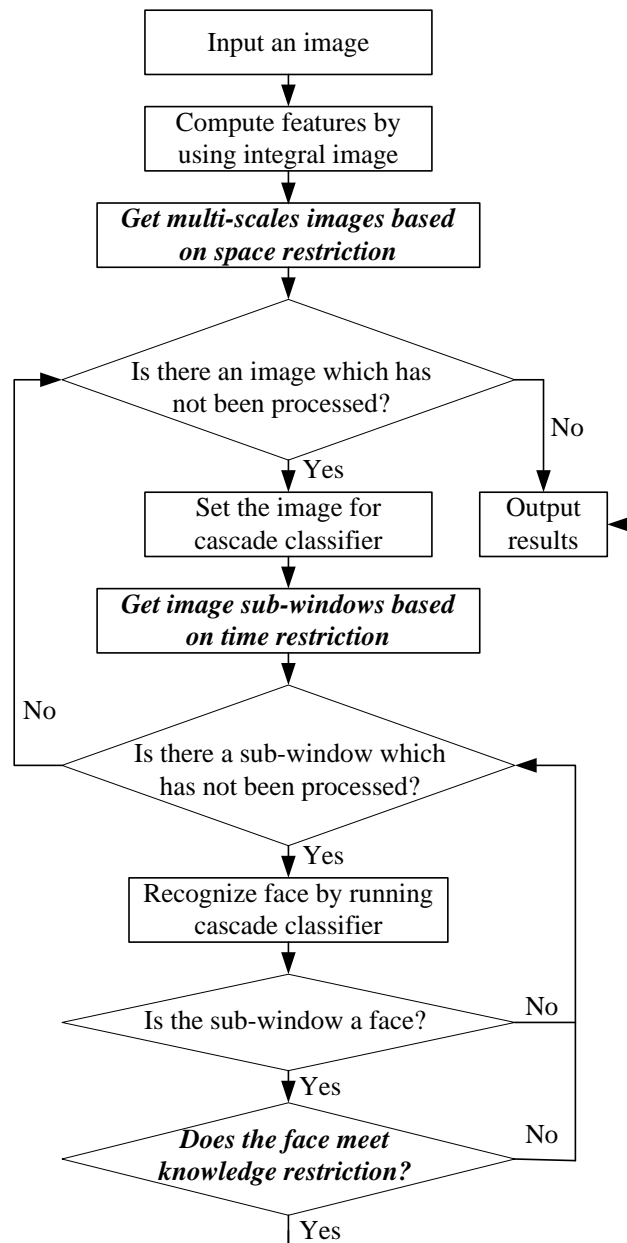 Input an image
Compute features by
using integral image
Get multi-scales images based
on space restriction
Is there an image which has
not been processed?
No
Yes
Set the image for
cascade classifier
Output
results
Get image sub-windows based
on time restriction
No
Is there a sub-window which
has not been processed?
Yes
Recognize face by running
cascade classifier
Is the sub-window a face?
No
Yes
Does the face meet
knowledge restriction?
No
Yes